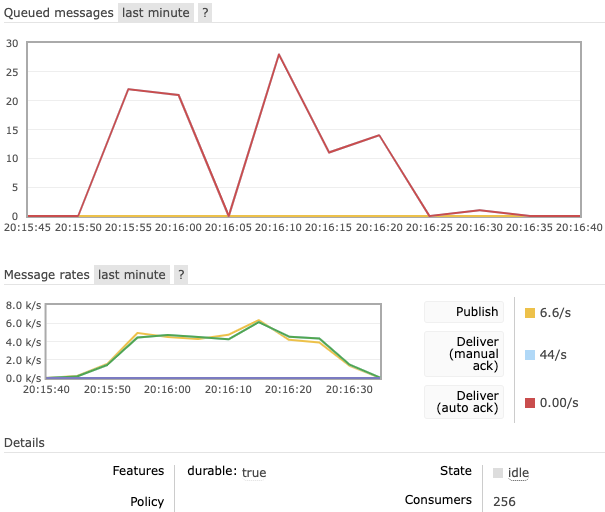 Queued messages last minute ?
30
25
20
15
10
5
0
20:15:45 20:15:50 20:15:55 20:16:00 20:16:05 20:16:10 20:16:15 20:16:20 20:16:25 20:16:30 20:16:35 20:16:40
Message rates last minute ?
8.0 k/s
6.0 k/s
4.0 k/s
2.0 k/s
0.0 k/s
20:15:40 20:15:50 20:16:00 20:16:10 20:16:20 20:16:30
Publish 6.6/s
Deliver
(manual
ack)
44/s
Deliver
(auto ack)
0.00/s
Details
Features durable: true
Policy
State idle
Consumers 256